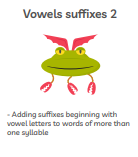 Vowels suffixes 2
- Adding suffixes beginning with
vowel letters to words of more than
one syllable